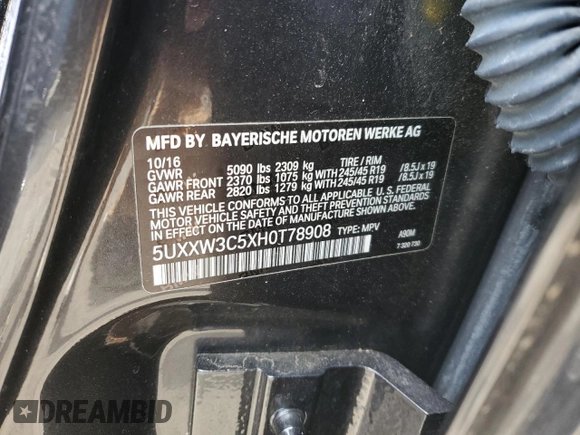 MFD BY BAYERISCHE MOTOREN WERKE AG
10/16
GVWR 5090 lbs 2309 kg TIRE / RIM
GAWR FRONT 2370 lbs 1075 kg WITH 245/45 R19 /8.5J x 19
GAWR REAR 2820 lbs 1279 kg WITH 245/45 R19 /8.5J x 19
THIS VEHICLE CONFORMS TO ALL APPLICABLE U.S. FEDERAL
MOTOR VEHICLE SAFETY AND THEFT PREVENTION STANDARDS
IN EFFECT ON THE DATE OF MANUFACTURE SHOWN ABOVE.
5UXXW3C5XH0T78908 TYPE: MPV A90M
7 320 730
DREAMBID